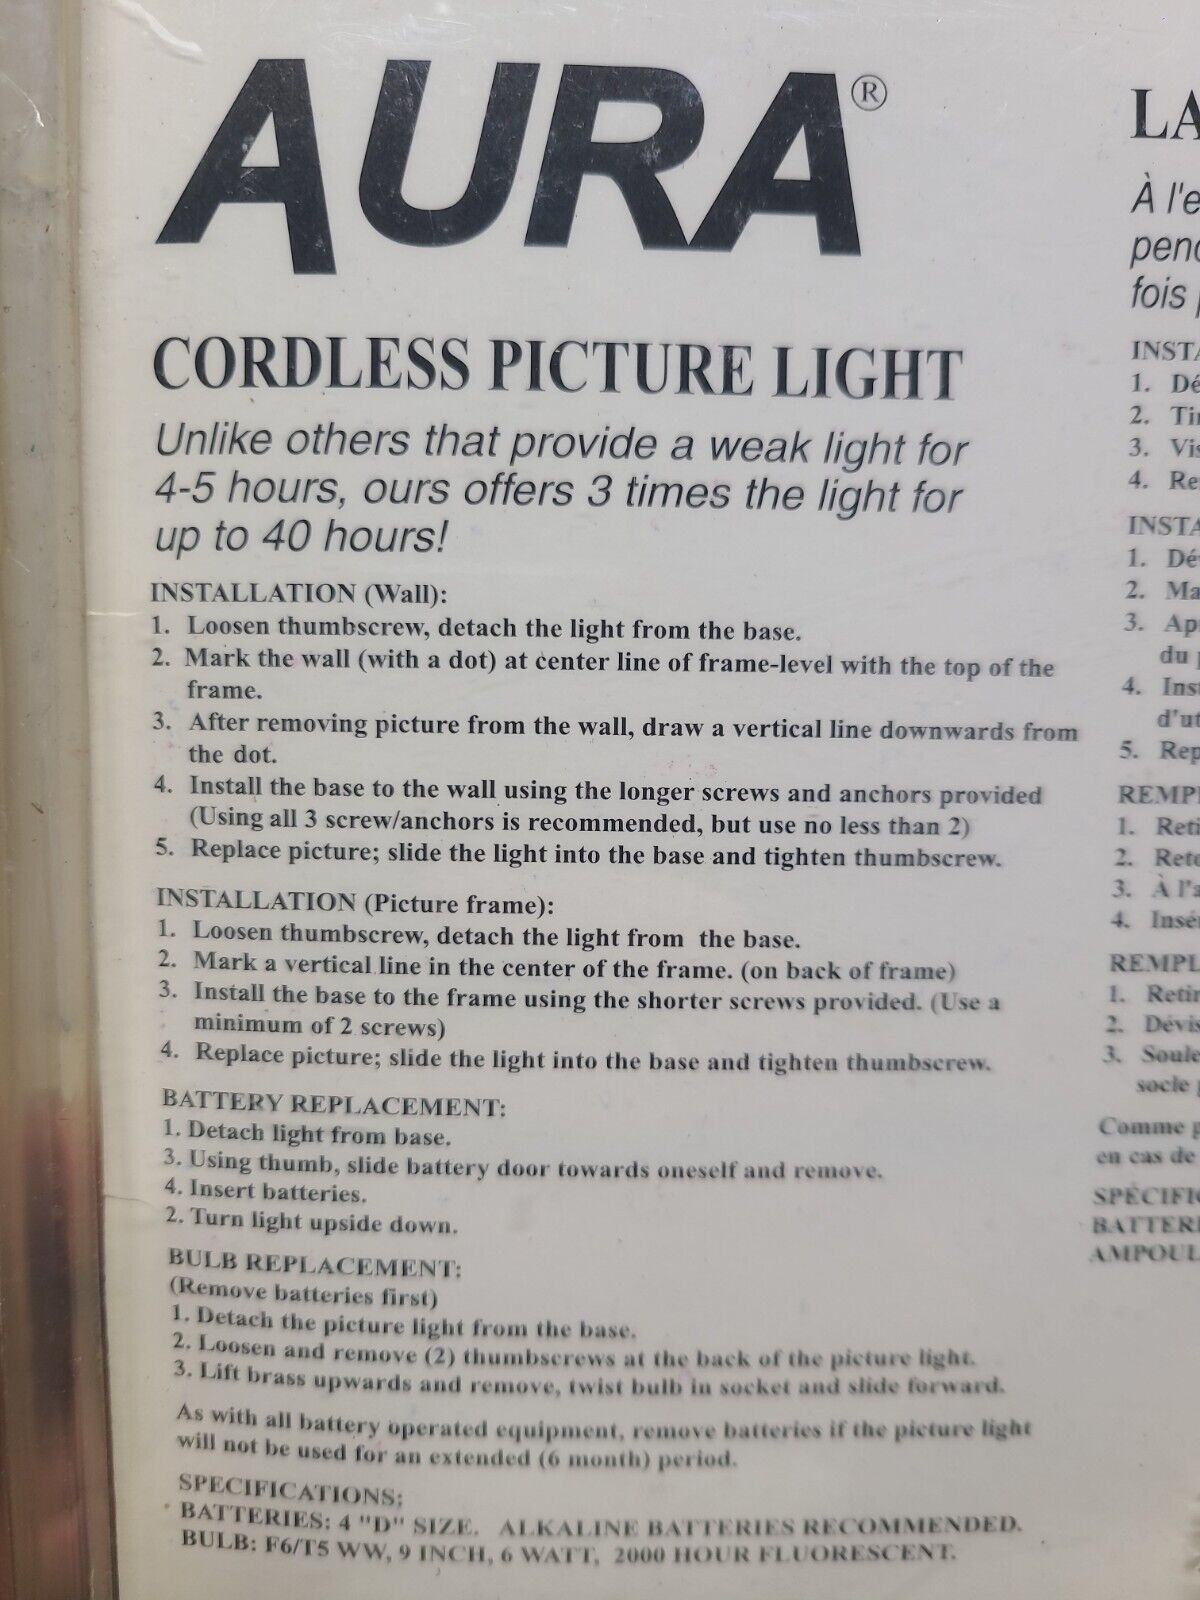 AURA®
CORDLESS PICTURE LIGHT
Unlike others that provide a weak light for
4-5 hours, ours offers 3 times the light for
up to 40 hours!
INSTALLATION (Wall):
1. Loosen thumbscrew, detach the light from the base.
2. Mark the wall (with a dot) at center line of frame-level with the top of the
frame.
3. After removing picture from the wall, draw a vertical line downwards from
the dot.
4. Install the base to the wall using the longer screws and anchors provided
(Using all 3 screw/anchors is recommended, but use no less than 2)
5. Replace picture; slide the light into the base and tighten thumbscrew.
INSTALLATION (Picture frame):
1. Loosen thumbscrew, detach the light from the base.
2. Mark a vertical line in the center of the frame. (on back of frame)
3. Install the base to the frame using the shorter screws provided. (Use a
minimum of 2 screws)
4. Replace picture; slide the light into the base and tighten thumbscrew.
BATTERY REPLACEMENT:
1. Detach light from base.
3. Using thumb, slide battery door towards oneself and remove.
4. Insert batteries.
2. Turn light upside down.
BULB REPLACEMENT:
(Remove batteries first)
1. Detach the picture light from the base.
2. Loosen and remove (2) thumbscrews at the back of the picture light.
3. Lift brass upwards and remove, twist bulb in socket and slide forward.
As with all battery operated equipment, remove batteries if the picture light
will not be used for an extended (6 month) period.
SPECIFICATIONS:
BATTERIES: 4 "D" SIZE. ALKALINE BATTERIES RECOMMENDED.
BULB: F6/T5 WW, 9 INCH, 6 WATT, 2000 HOUR FLUORESCENT.
LA
À l'e
pend
fois
INSTA
1. Dé
2. Ti
3. Vis
4. Re
INSTA
1. Dé
2. Ma
3. Ap
du
4. Inst
d'ut
5. Rep
REMPL
1. Reti
2. Reto
3. À l'a
4. Insé
REMPL
1. Retir
2. Dévis
3. Soule
socle
Comme
en cas de
SPÉCIFI
BATTERI
AMPOUL